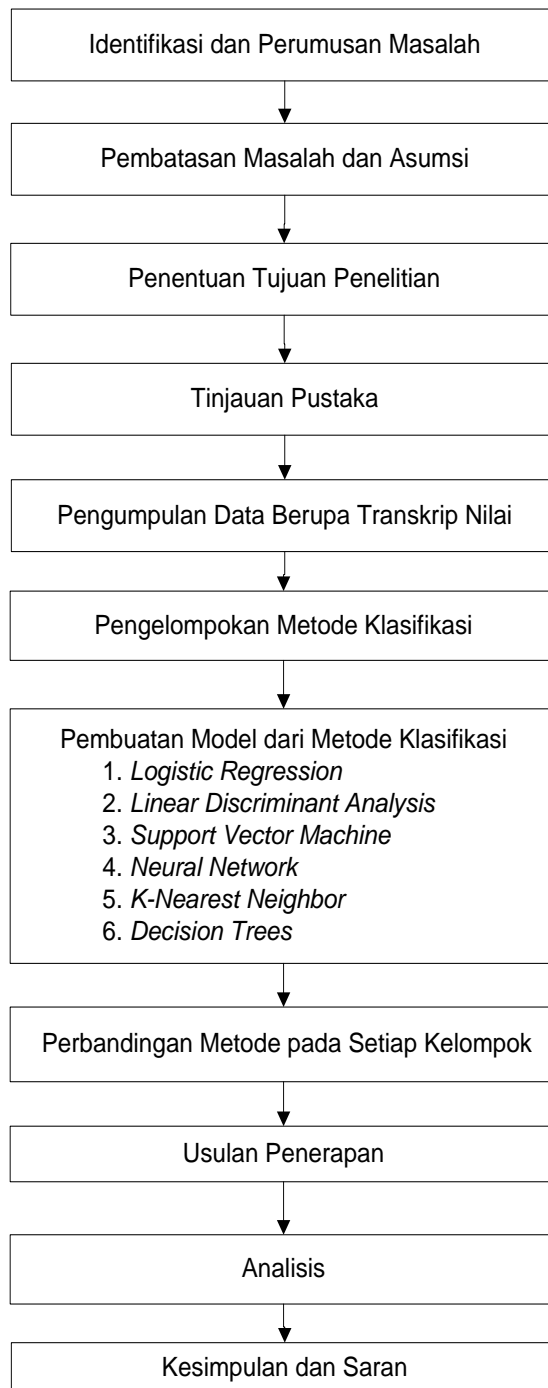 Identifikasi dan Perumusan Masalah
Pembatasan Masalah dan Asumsi
Penentuan Tujuan Penelitian
Tinjauan Pustaka
Pengumpulan Data Berupa Transkrip Nilai
Pengelompokan Metode Klasifikasi
Pembuatan Model dari Metode Klasifikasi
1. Logistic Regression
2. Linear Discriminant Analysis
3. Support Vector Machine
4. Neural Network
5. K-Nearest Neighbor
6. Decision Trees
Perbandingan Metode pada Setiap Kelompok
Usulan Penerapan
Analisis
Kesimpulan dan Saran